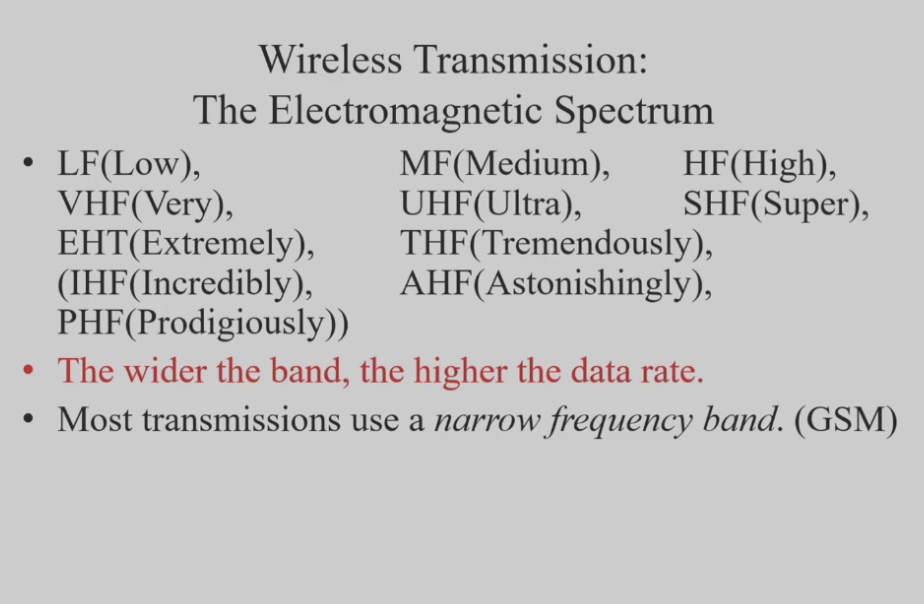 Wireless Transmission:
The Electromagnetic Spectrum
• LF(Low), MF(Medium), HF(High),
VHF(Very), UHF(Ultra), SHF(Super),
EHT(Extremely), THF(Tremendously),
(IHF(Incredibly), AHF(Astonishingly),
PHF(Prodigiously))
• The wider the band, the higher the data rate.
• Most transmissions use a narrow frequency band. (GSM)